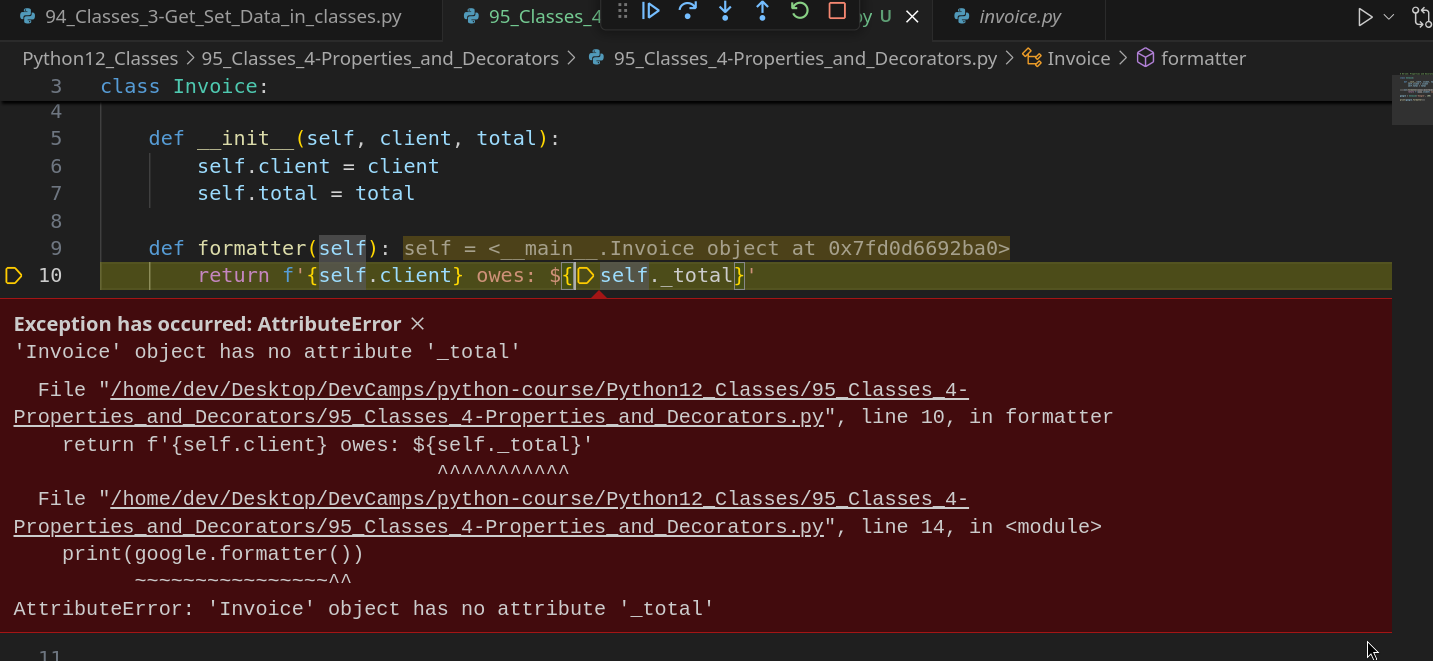 94_Classes_3-Get_Set_Data_in_classes.py 95_Classes_4 py U invoice.py
Python12_Classes > 95_Classes_4-Properties_and_Decorators > 95_Classes_4-Properties_and_Decorators.py > Invoice > formatter
3 class Invoice:
4
5 def __init__(self, client, total):
6 self.client = client
7 self.total = total
8
9 def formatter(self): self = <__main__.Invoice object at 0x7fd0d6692ba0>
10 return f'{self.client} owes: ${self._total}'
Exception has occurred: AttributeError
'Invoice' object has no attribute '_total'
File "/home/dev/Desktop/DevCamps/python-course/Python12_Classes/95_Classes_4-
Properties_and_Decorators/95_Classes_4-Properties_and_Decorators.py", line 10, in formatter
return f'{self.client} owes: ${self._total}'
^^^^^^^^^^^
File "/home/dev/Desktop/DevCamps/python-course/Python12_Classes/95_Classes_4-
Properties_and_Decorators/95_Classes_4-Properties_and_Decorators.py", line 14, in <module>
print(google.formatter())
~~~~~~~~~~~~~~~~^^
AttributeError: 'Invoice' object has no attribute '_total'
11